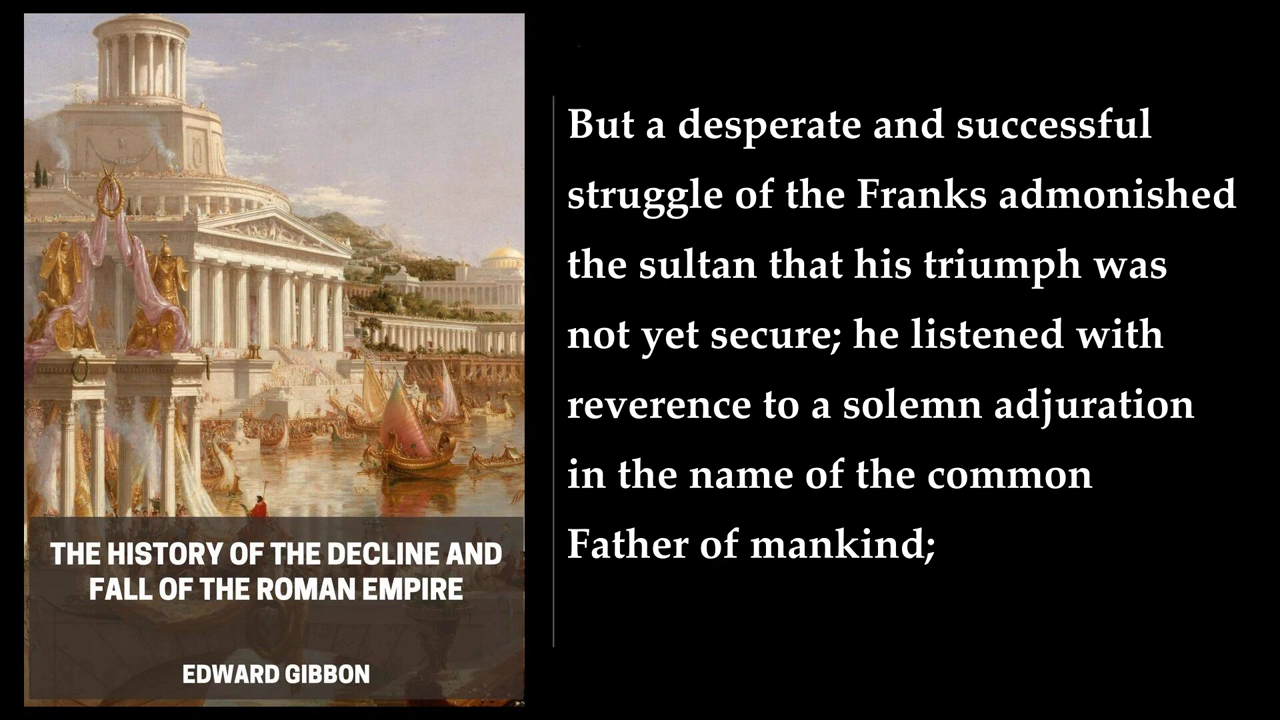 THE HISTORY OF THE DECLINE AND
FALL OF THE ROMAN EMPIRE
EDWARD GIBBON
But a desperate and successful
struggle of the Franks admonished
the sultan that his triumph was
not yet secure; he listened with
reverence to a solemn adjuration
in the name of the common
Father of mankind;